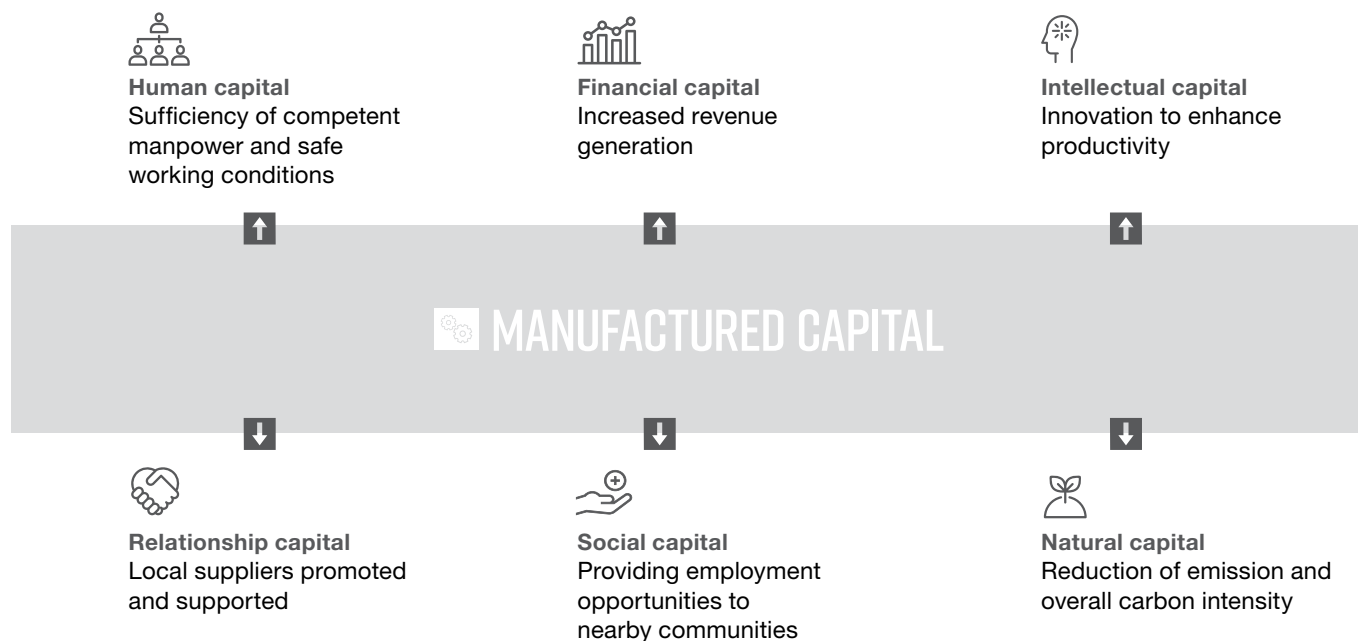 Human capital
Sufficiency of competent
manpower and safe
working conditions
Financial capital
Increased revenue
generation
Intellectual capital
Innovation to enhance
productivity
MANUFACTURED CAPITAL
Relationship capital
Local suppliers promoted
and supported
Social capital
Providing employment
opportunities to
nearby communities
Natural capital
Reduction of emission and
overall carbon intensity